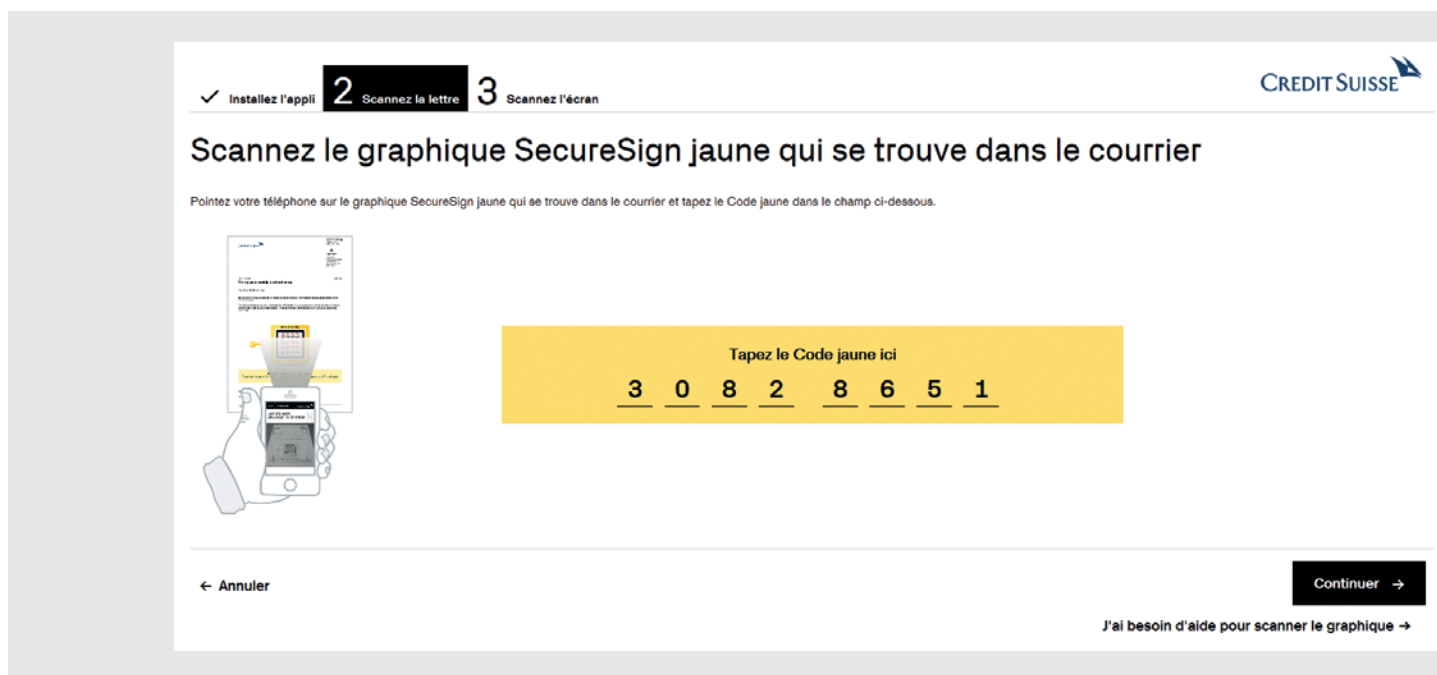 ✓ Installez l'appli 2 Scannez la lettre 3 Scannez l'écran
CREDIT SUISSE
Scannez le graphique SecureSign jaune qui se trouve dans le courrier
Pointez votre téléphone sur le graphique SecureSign jaune qui se trouve dans le courrier et tapez le Code jaune dans le champ ci-dessous.
Tapez le Code jaune ici
3 0 8 2 8 6 5 1
← Annuler
Continuer →
J'ai besoin d'aide pour scanner le graphique →